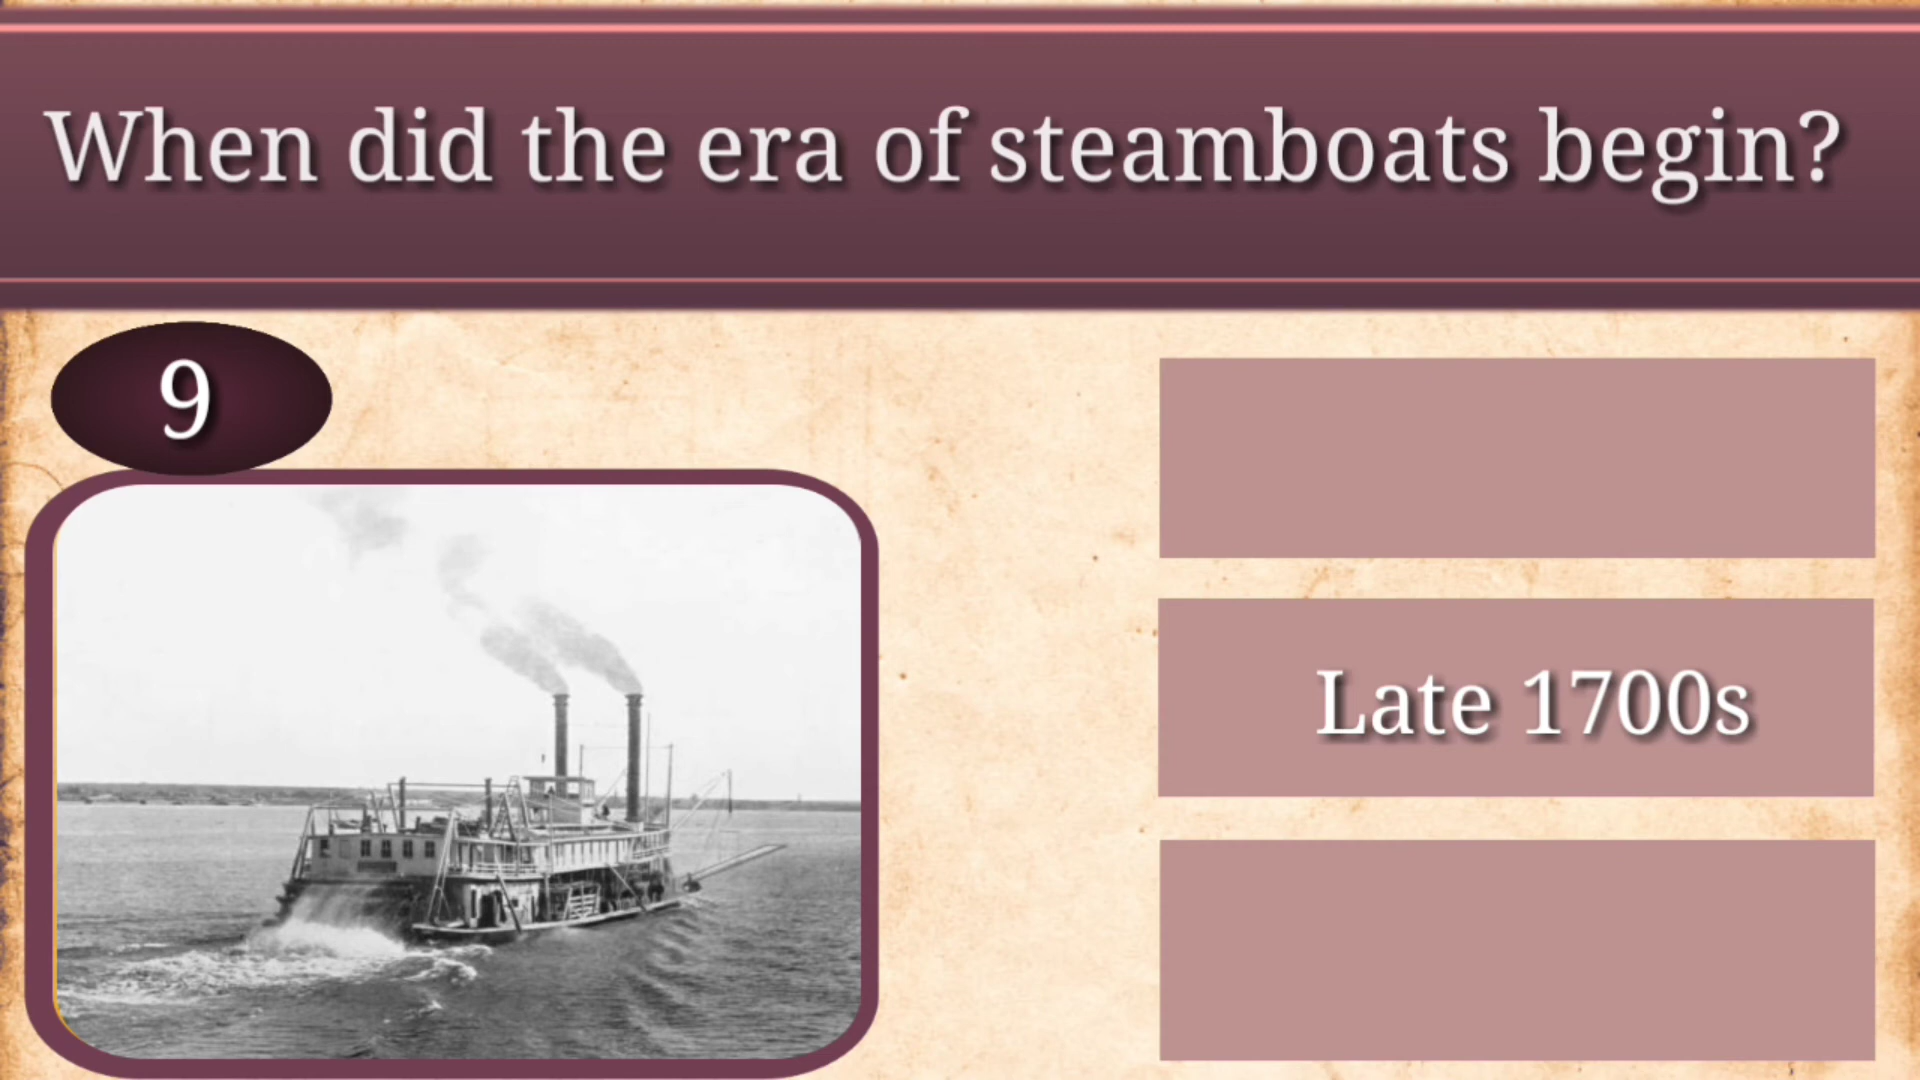 When did the era of steamboats begin?
9
Late 1700s